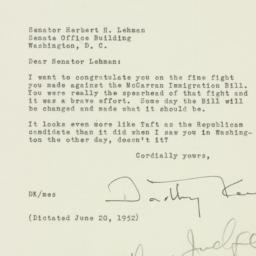 Senator Herbert H. Lehman
Senate Office Building
Washington, D. C.
Dear Senator Lehman:
I want to congratulate you on the fine fight
you made against the McCarran Immigration Bill.
You were really the spearhead of that fight and
it was a brave effort. Some day the Bill will
be changed and made what it should be.
It looks even more like Taft as the Republican
candidate than it did when I saw you in Washing-
ton the other day, doesn't it?
Cordially yours,
DK/mes
Dorothy
(Dictated June 20, 1952)